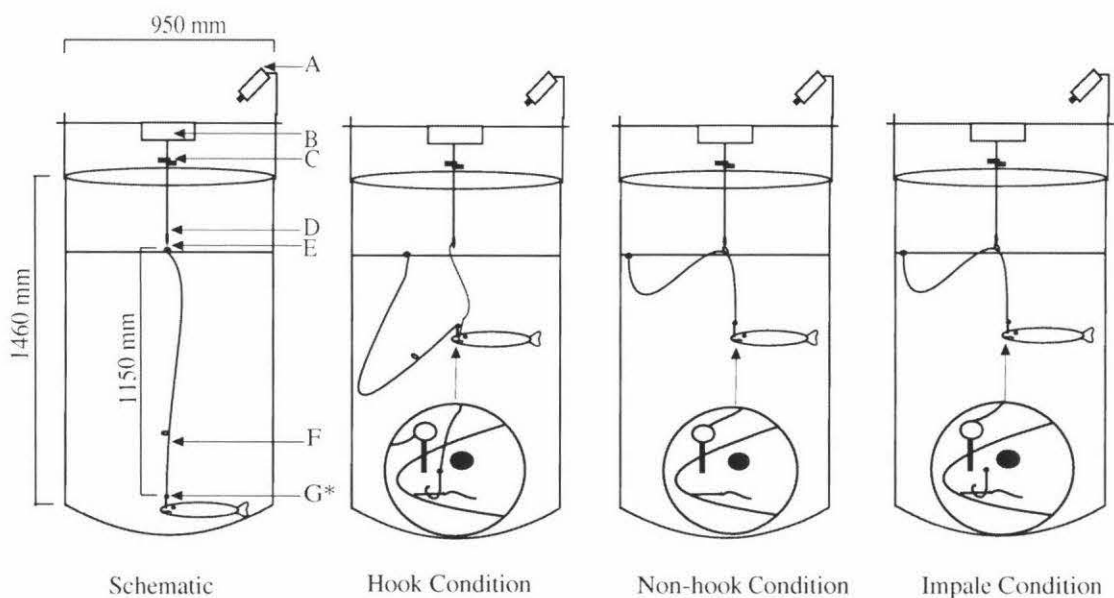 950 mm
A
B
C
D
E
1460 mm
1150 mm
F
G*
Schematic
Hook Condition
Non-hook Condition
Impale Condition